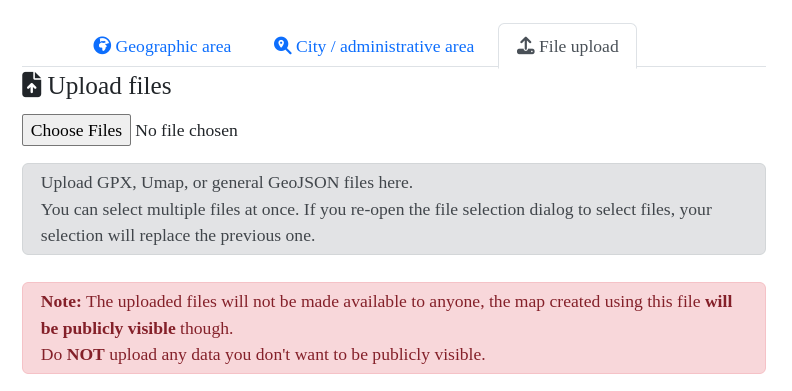 Geographic area City / administrative area File upload
Upload files
Choose Files No file chosen
Upload GPX, Umap, or general GeoJSON files here.
You can select multiple files at once. If you re-open the file selection dialog to select files, your
selection will replace the previous one.
Note: The uploaded files will not be made available to anyone, the map created using this file will
be publicly visible though.
Do NOT upload any data you don't want to be publicly visible.